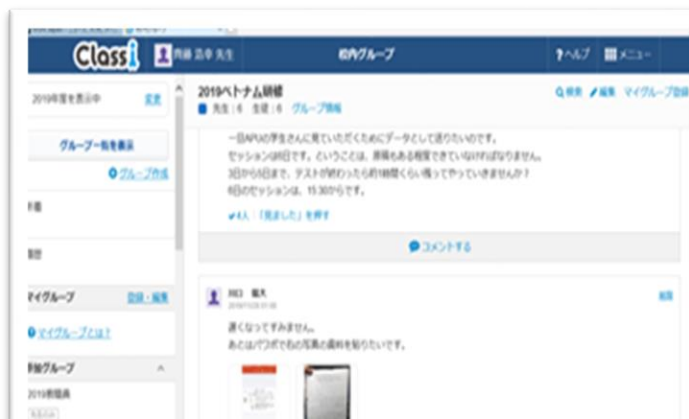 Classi
先生
校内グループ
?ヘルプ
メニュー
2019年度を表示中
変更
グループ一覧を表示
グループ作成
マイグループ
登録・編集
マイグループとは?
参加グループ
2019教職員
2019ベトナム研修
先生:6 生徒:6 グループ情報
検索
編集
マイグループ登録
一旦APUの学生さんに見ていただくためにデータとして送りたいのです。
セッションは6日です。ということは、原稿もある程度できていなければなりません。
3日から5日まで、テストが終わったら約1時間くらい残ってやっていきませんか?
6日のセッションは、15:30からです。
4人 「見ました」を押す
コメントする
川口
遅くなってすみません。
あとはパワポで右の写真の資料を貼りたいです。